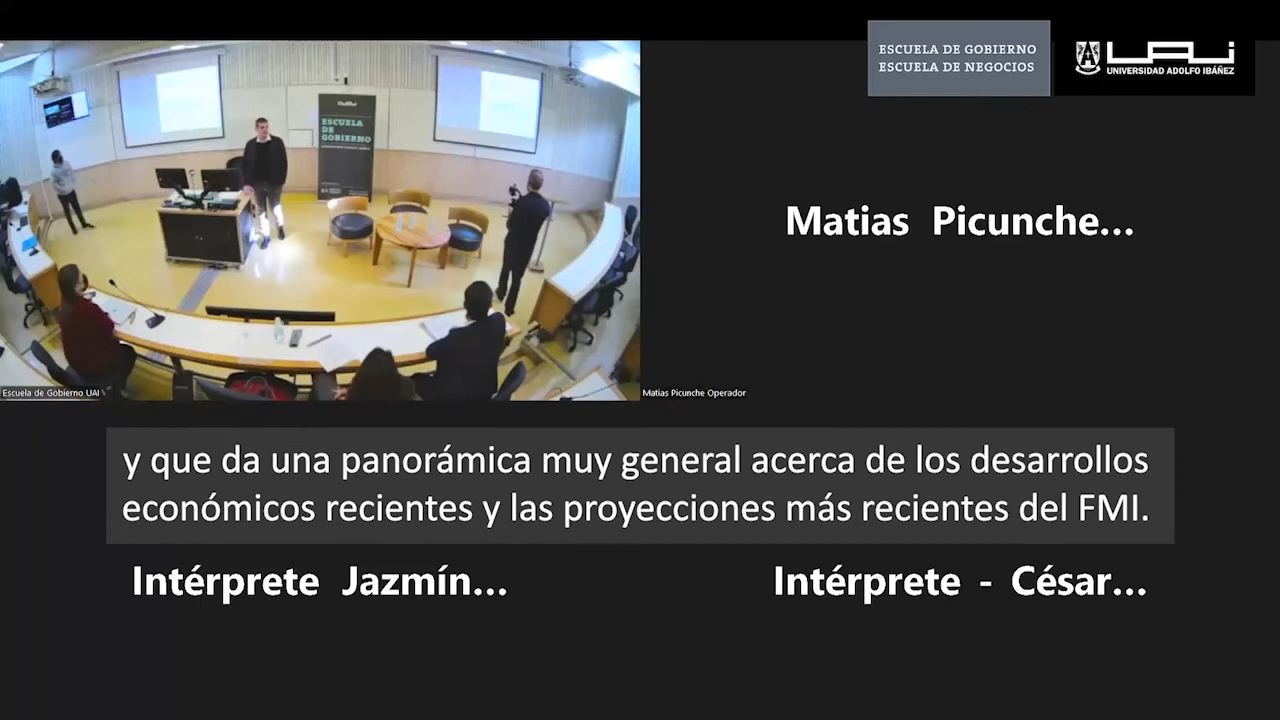 ESCUELA DE GOBIERNO
ESCUELA DE NEGOCIOS
UAI
UNIVERSIDAD ADOLFO IBÁÑEZ
ESCUELA
DE
GOBIERNO
Matias Picunche...
Escuela de Gobierno UAI
Matias Picunche Operador
y que da una panorámica muy general acerca de los desarrollos
económicos recientes y las proyecciones más recientes del FMI.
Intérprete Jazmín...
Intérprete - César...